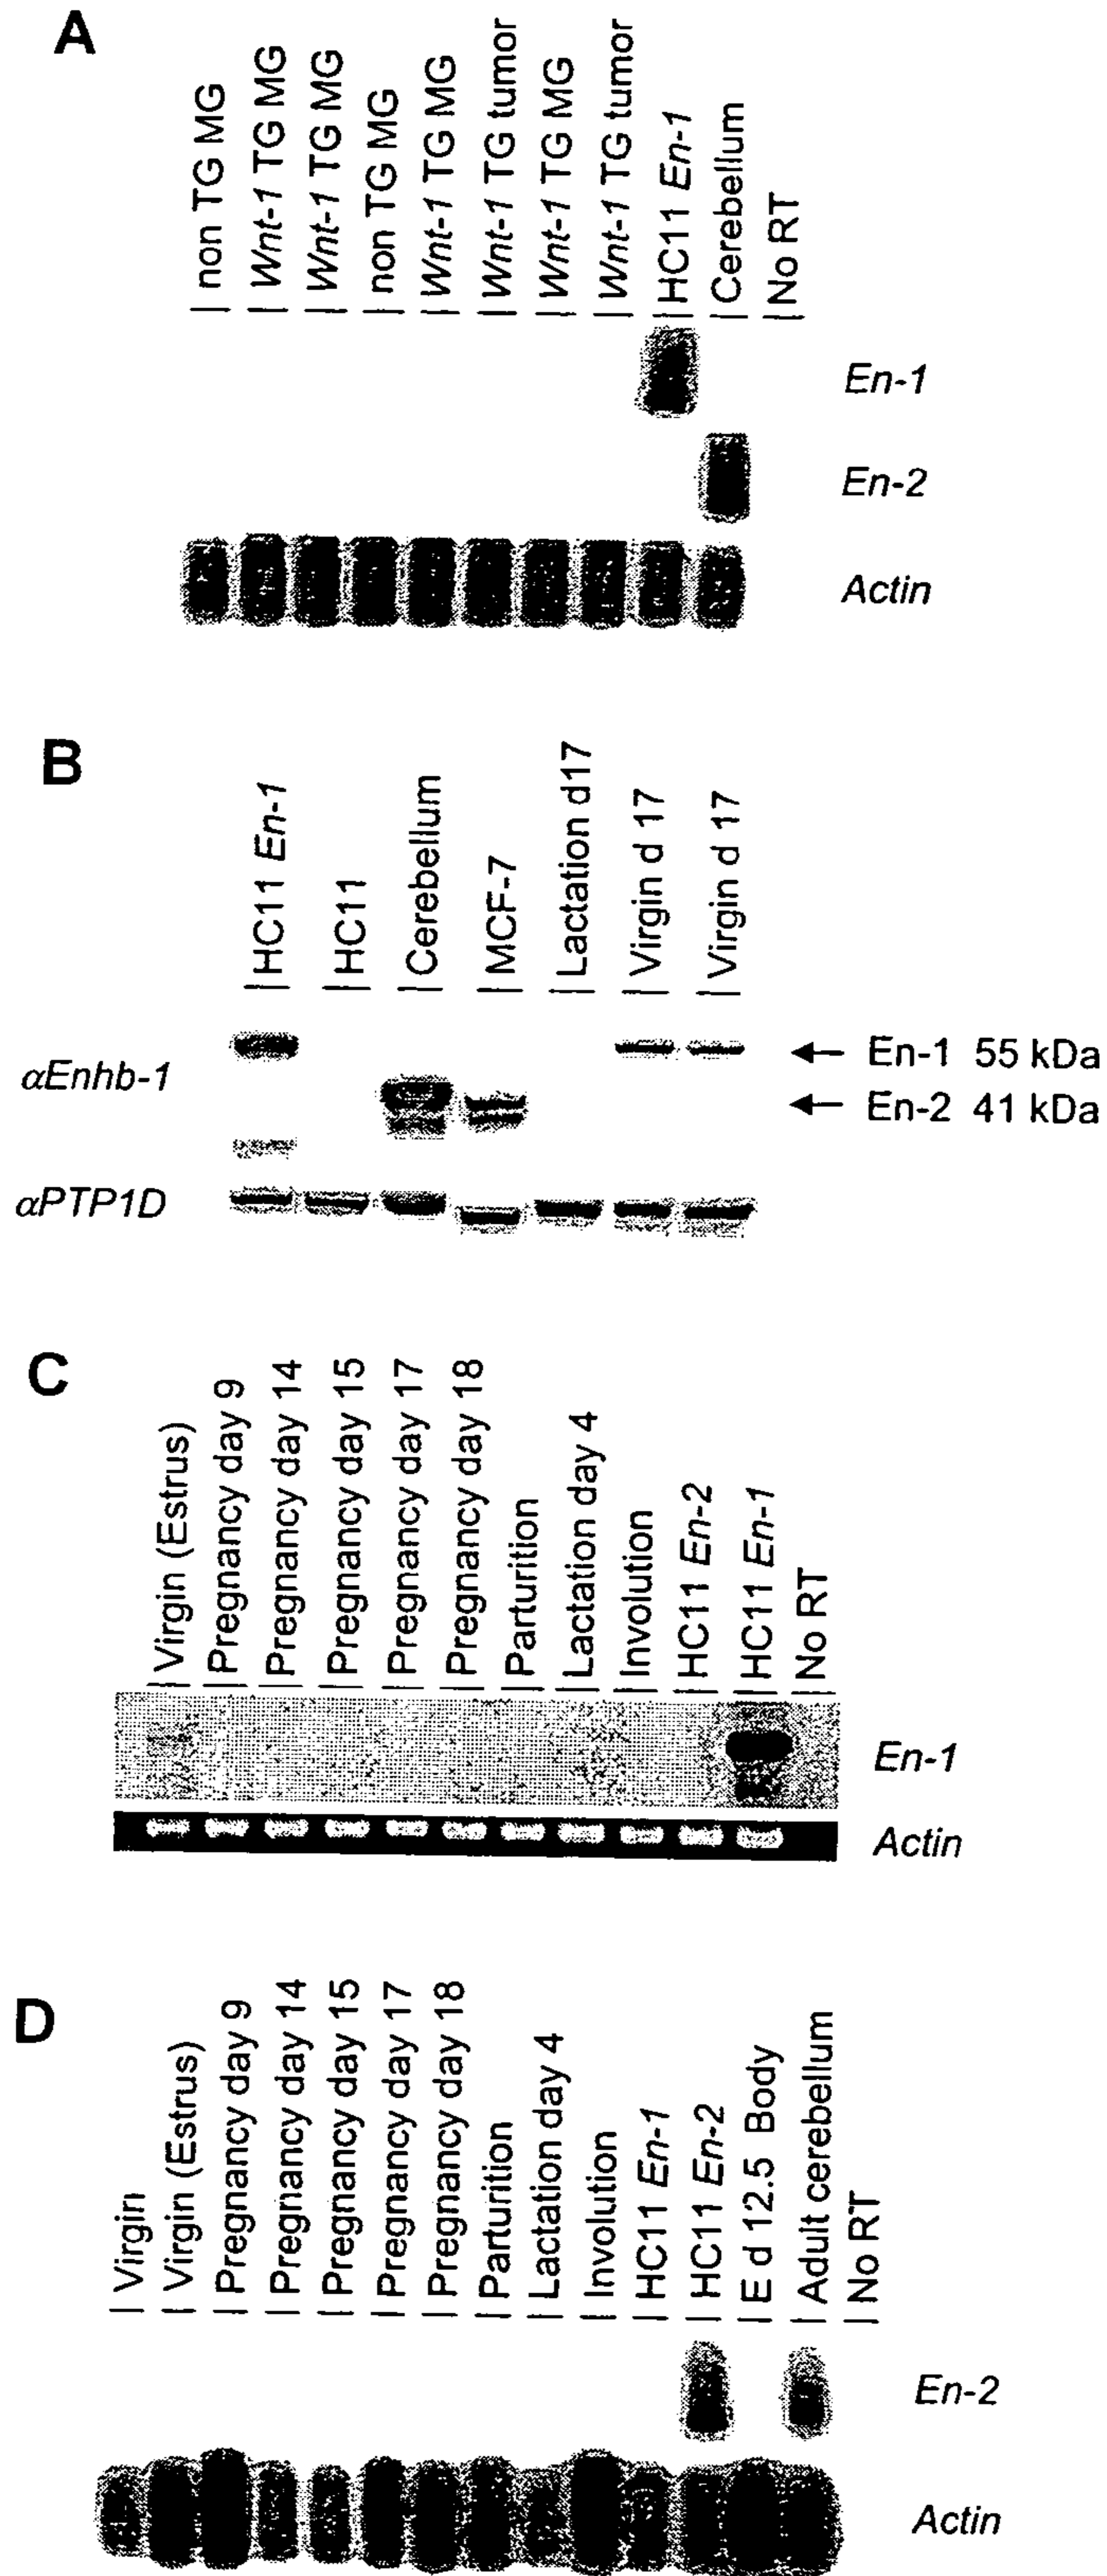 A
non TG MG
Wnt-1 TG MG
Wnt-1 TG MG
non TG MG
Wnt-1 TG MG
Wnt-1 TG tumor
Wnt-1 TG MG
Wnt-1 TG tumor
HC11 En-1
Cerebellum
No RT
En-1
En-2
Actin
B
HC11 En-1
HC11
Cerebellum
MCF-7
Lactation d17
Virgin d 17
Virgin d 17
αEnhb-1
En-1 55 kDa
En-2 41 kDa
αPTP1D
C
Virgin (Estrus)
Pregnancy day 9
Pregnancy day 14
Pregnancy day 15
Pregnancy day 17
Pregnancy day 18
Parturition
Lactation day 4
Involution
HC11 En-2
HC11 En-1
No RT
En-1
Actin
D
Virgin
Virgin (Estrus)
Pregnancy day 9
Pregnancy day 14
Pregnancy day 15
Pregnancy day 17
Pregnancy day 18
Parturition
Lactation day 4
Involution
HC11 En-1
HC11 En-2
E d 12.5 Body
Adult cerebellum
No RT
En-2
Actin